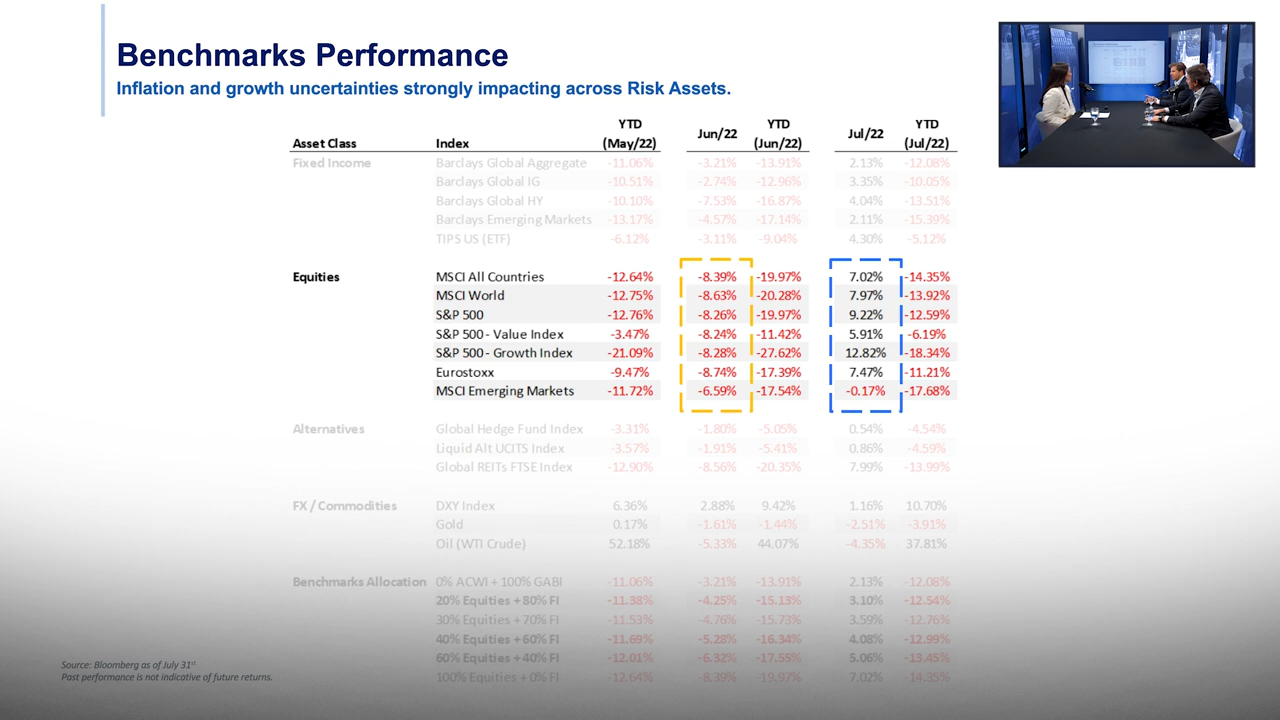 Benchmarks Performance
Inflation and growth uncertainties strongly impacting across Risk Assets.
Asset Class Index YTD (May/22) Jun/22 YTD (Jun/22) Jul/22 YTD (Jul/22)
Fixed Income Barclays Global Aggregate -11.06% -3.21% -13.91% 2.13% -12.08%
Barclays Global IG -10.51% -2.74% -12.96% 3.35% -10.05%
Barclays Global HY -10.10% -7.53% -16.87% 4.04% -13.51%
Barclays Emerging Markets -13.17% -4.57% -17.14% 2.11% -15.39%
TIPS US (ETF) -6.12% -3.11% -9.04% 4.30% -5.12%
Equities MSCI All Countries -12.64% -8.39% -19.97% 7.02% -14.35%
MSCI World -12.75% -8.63% -20.28% 7.97% -13.92%
S&P 500 -12.76% -8.26% -19.97% 9.22% -12.59%
S&P 500 - Value Index -3.47% -8.24% -11.42% 5.91% -6.19%
S&P 500 - Growth Index -21.09% -8.28% -27.62% 12.82% -18.34%
Eurostoxx -9.47% -8.74% -17.39% 7.47% -11.21%
MSCI Emerging Markets -11.72% -6.59% -17.54% -0.17% -17.68%
Alternatives Global Hedge Fund Index -3.31% -1.80% -5.05% 0.54% -4.54%
Liquid Alt UCITS Index -3.57% -1.91% -5.41% 0.86% -4.59%
Global REITs FTSE Index -12.90% -8.56% -20.35% 7.99% -13.99%
FX / Commodities DXY Index 6.36% 2.88% 9.42% 1.16% 10.70%
Gold 0.17% -1.61% -1.44% -2.51% -3.91%
Oil (WTI Crude) 52.18% -5.33% 44.07% -4.35% 37.81%
Benchmarks Allocation 0% ACWI + 100% GABI -11.06% -3.21% -13.91% 2.13% -12.08%
20% Equities + 80% FI -11.38% -4.25% -15.13% 3.10% -12.54%
30% Equities + 70% FI -11.53% -4.76% -15.73% 3.59% -12.76%
40% Equities + 60% FI -11.69% -5.28% -16.34% 4.08% -12.99%
60% Equities + 40% FI -12.01% -6.32% -17.55% 5.06% -13.45%
100% Equities + 0% FI -12.64% -8.39% -19.97% 7.02% -14.35%
Source: Bloomberg as of July 31st
Past performance is not indicative of future returns.